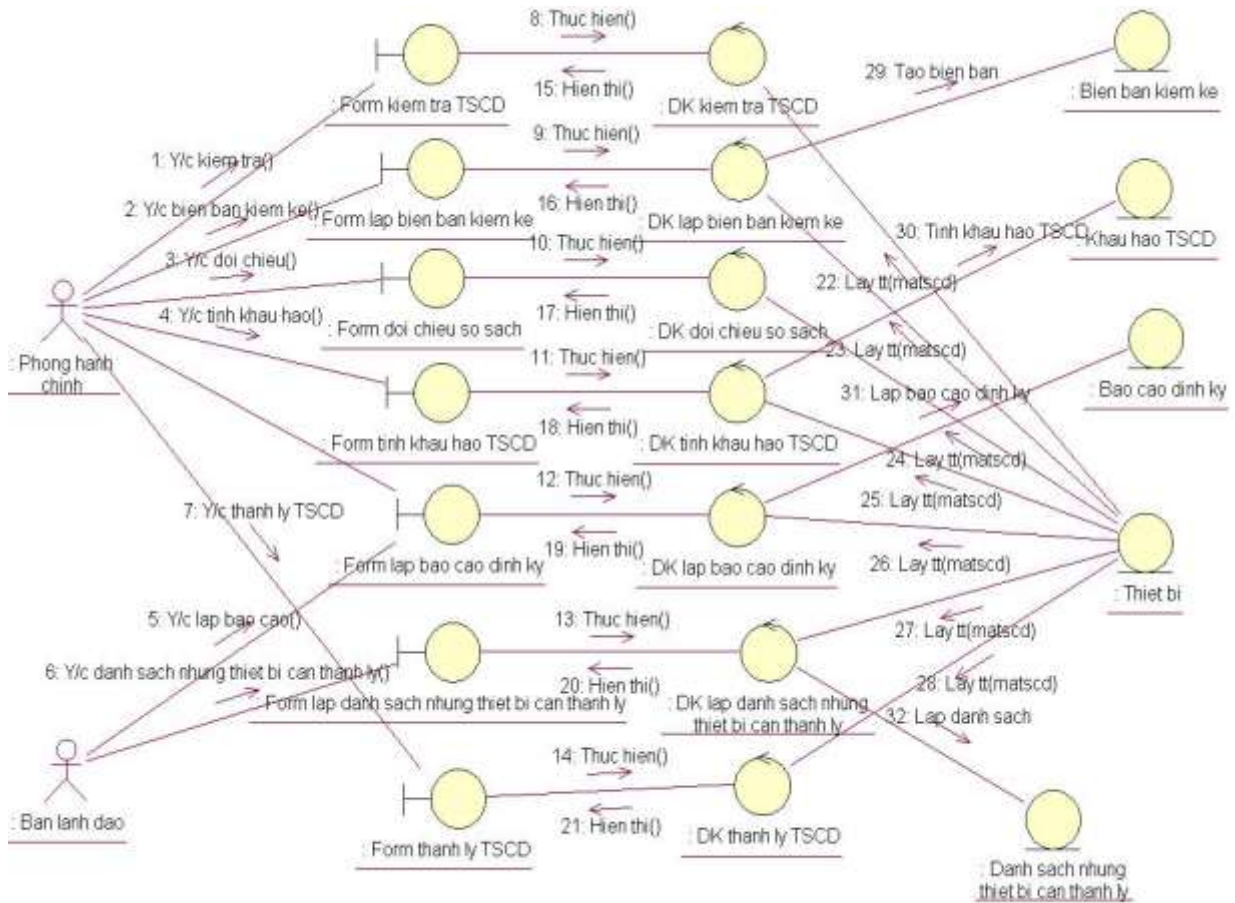 8: Thuc hien()
15: Hien thi()
: Form kiem tra TSCD
: DK kiem tra TSCD
29: Tao bien ban
: Bien ban kiem ke
1: Y/c kiem tra()
9: Thuc hien()
2: Y/c bien ban kiem ke()
16: Hien thi()
: Form lap bien ban kiem ke
DK lap bien ban kiem ke
30: Tinh khau hao TSCD
: Khau hao TSCD
3: Y/c doi chieu()
10: Thuc hien()
22: Lay tt(matscd)
17: Hien thi()
4: Y/c tinh khau hao()
: Form doi chieu so sach
: DK doi chieu so sach
: Phong hanh
chinh
11: Thuc hien()
23: Lay tt(matscd)
31: Lap bao cao dinh ky
: Bao cao dinh ky
18: Hien thi()
: Form tinh khau hao TSCD
: DK tinh khau hao TSCD
24: Lay tt(matscd)
12: Thuc hien()
25: Lay tt(matscd)
7: Y/c thanh ly TSCD
19: Hien thi()
: Form lap bao cao dinh ky
: DK lap bao cao dinh ky
26: Lay tt(matscd)
: Thiet bi
5: Y/c lap bao cao()
13: Thuc hien()
27: Lay tt(matscd)
6: Y/c danh sach nhung thiet bi can thanh ly()
20: Hien thi()
28: Lay tt(matscd)
: Form lap danh sach nhung thiet bi can thanh ly
: DK lap danh sach nhung
thiet bi can thanh ly
32: Lap danh sach
14: Thuc hien()
: Ban lanh dao
21: Hien thi()
: Form thanh ly TSCD
: DK thanh ly TSCD
: Danh sach nhung
thiet bi can thanh ly